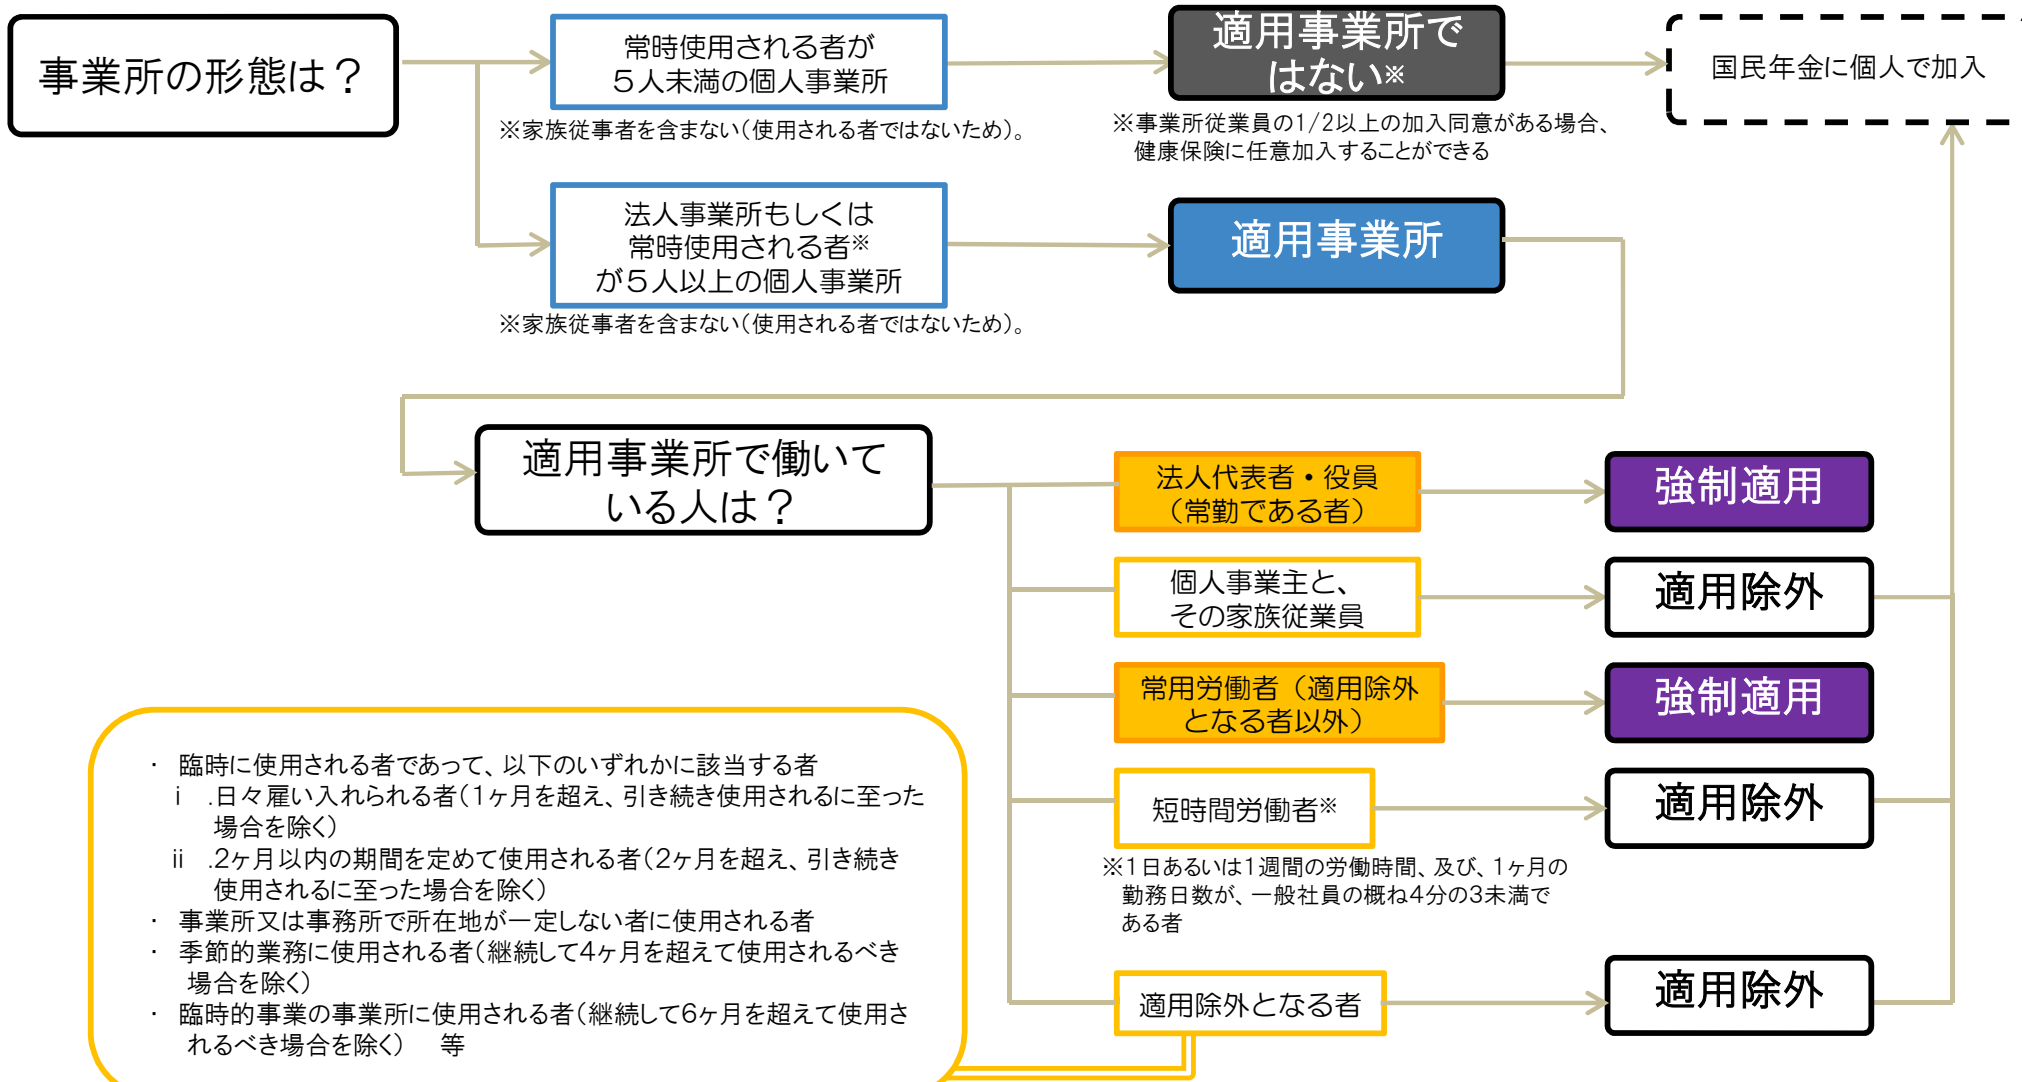 事業所の形態は？
常時使用される者が
５人未満の個人事業所
※家族従事者を含まない（使用される者ではないため）。
適用事業所で
はない※
※事業所従業員の1/2以上の加入同意がある場合、
健康保険に任意加入することができる
国民年金に個人で加入
法人事業所もしくは
常時使用される者※
が５人以上の個人事業所
※家族従事者を含まない（使用される者ではないため）。
適用事業所
適用事業所で働いて
いる人は？
法人代表者・役員
（常勤である者）
強制適用
個人事業主と、
その家族従業員
適用除外
常用労働者（適用除外
となる者以外）
強制適用
短時間労働者※
適用除外
※１日あるいは１週間の労働時間、及び、１ヶ月の
勤務日数が、一般社員の概ね４分の３未満で
ある者
適用除外となる者
適用除外
・ 臨時に使用される者であって、以下のいずれかに該当する者
ⅰ .日々雇い入れられる者（１ヶ月を超え、引き続き使用されるに至った
場合を除く）
ⅱ .２ヶ月以内の期間を定めて使用される者（２ヶ月を超え、引き続き
使用されるに至った場合を除く）
・ 事業所又は事務所で所在地が一定しない者に使用される者
・ 季節的業務に使用される者（継続して４ヶ月を超えて使用されるべき
場合を除く）
・ 臨時的事業の事業所に使用される者（継続して６ヶ月を超えて使用さ
れるべき場合を除く）　等